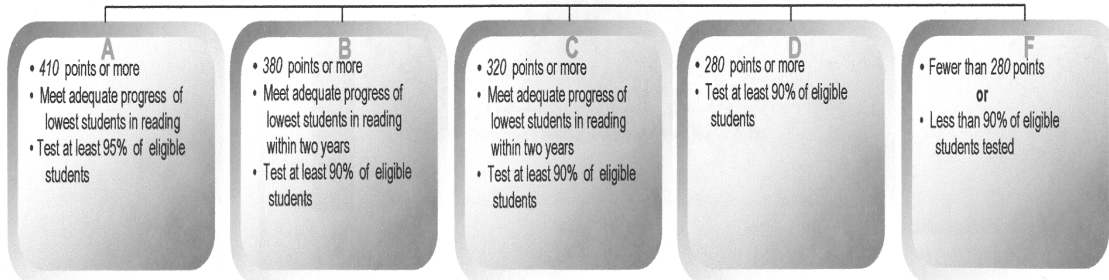 A
• 410 points or more
• Meet adequate progress of
lowest students in reading
• Test at least 95% of eligible
students
B
• 380 points or more
• Meet adequate progress of
lowest students in reading
within two years
• Test at least 90% of eligible
students
C
• 320 points or more
• Meet adequate progress of
lowest students in reading
within two years
• Test at least 90% of eligible
students
D
• 280 points or more
• Test at least 90% of eligible
students
F
• Fewer than 280 points
or
• Less than 90% of eligible
students tested